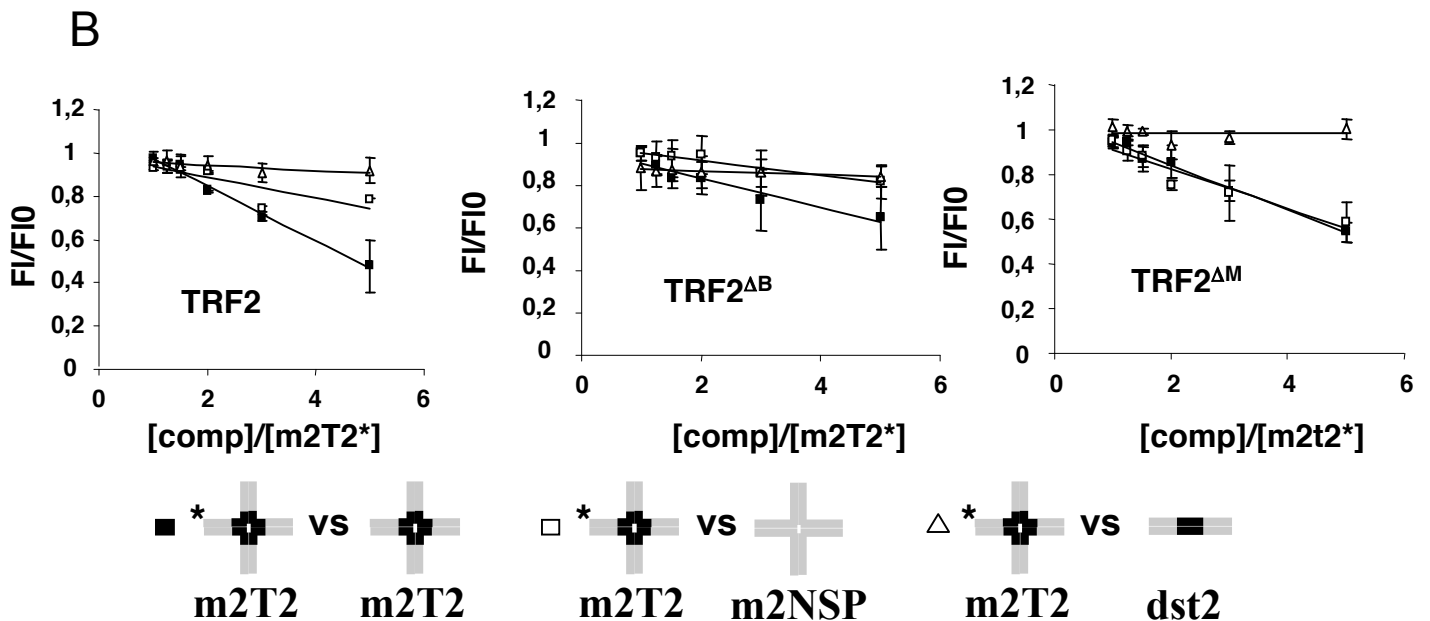 B
1,2
1
0,8
0,6
0,4
0,2
0
FI/FI0
TRF2
0 2 4 6
[comp]/[m2T2*]
1,2
1
0,8
0,6
0,4
0,2
0
FI/FI0
TRF2ΔB
0 2 4 6
[comp]/[m2T2*]
1,2
1
0,8
0,6
0,4
0,2
0
FI/FI0
TRF2ΔM
0 2 4 6
[comp]/[m2t2*]
* vs * vs * vs
m2T2 m2T2 m2T2 m2NSP m2T2 dst2